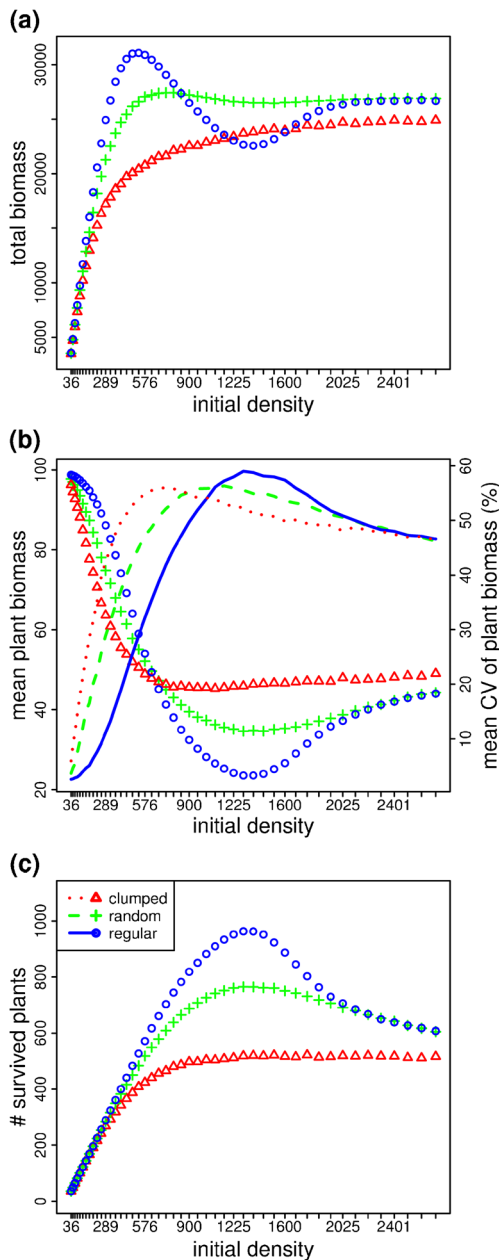 (a)
30000
20000
10000
5000
total biomass
36 289 576 900 1225 1600 2025 2401
initial density
(b)
100
80
60
40
20
mean plant biomass
60
50
40
30
20
10
mean CV of plant biomass (%)
36 289 576 900 1225 1600 2025 2401
initial density
(c)
clumped
random
regular
1000
800
600
400
200
0
# survived plants
36 289 576 900 1225 1600 2025 2401
initial density